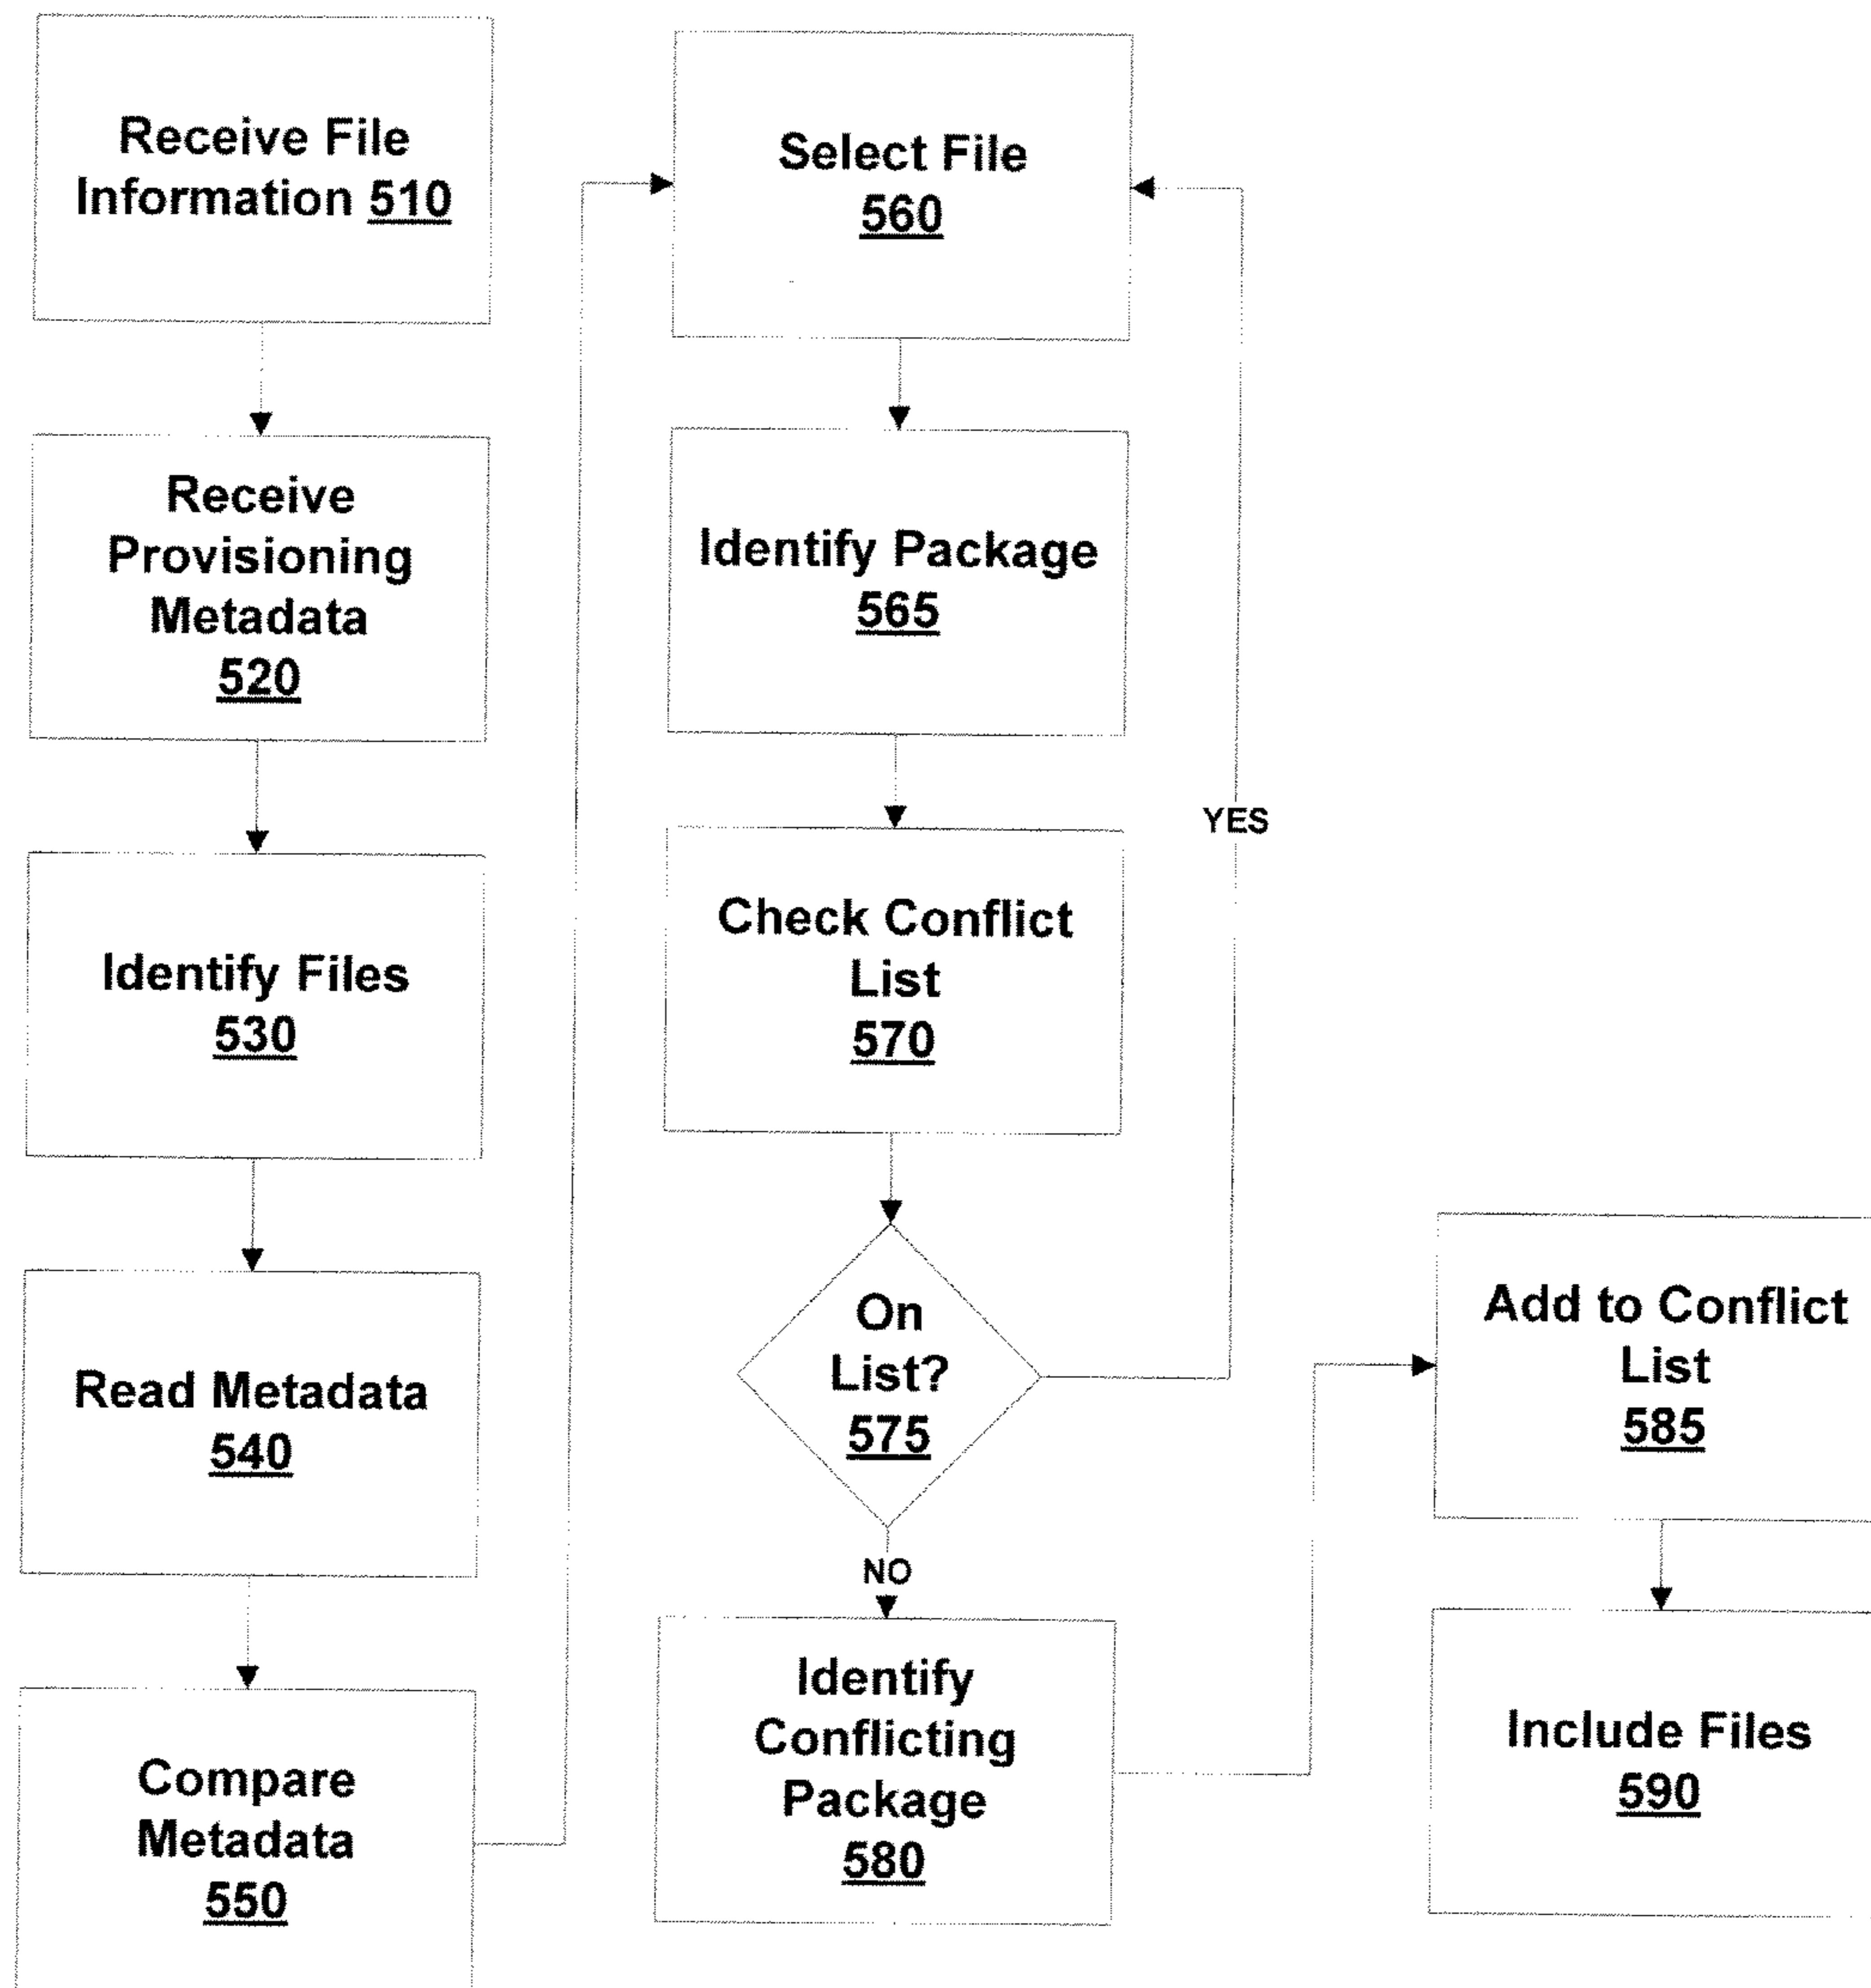 Receive File
Information 510
Receive
Provisioning
Metadata
520
Identify Files
530
Read Metadata
540
Compare
Metadata
550
Select File
560
Identify Package
565
Check Conflict
List
570
On
List?
575
YES
NO
Identify
Conflicting
Package
580
Add to Conflict
List
585
Include Files
590